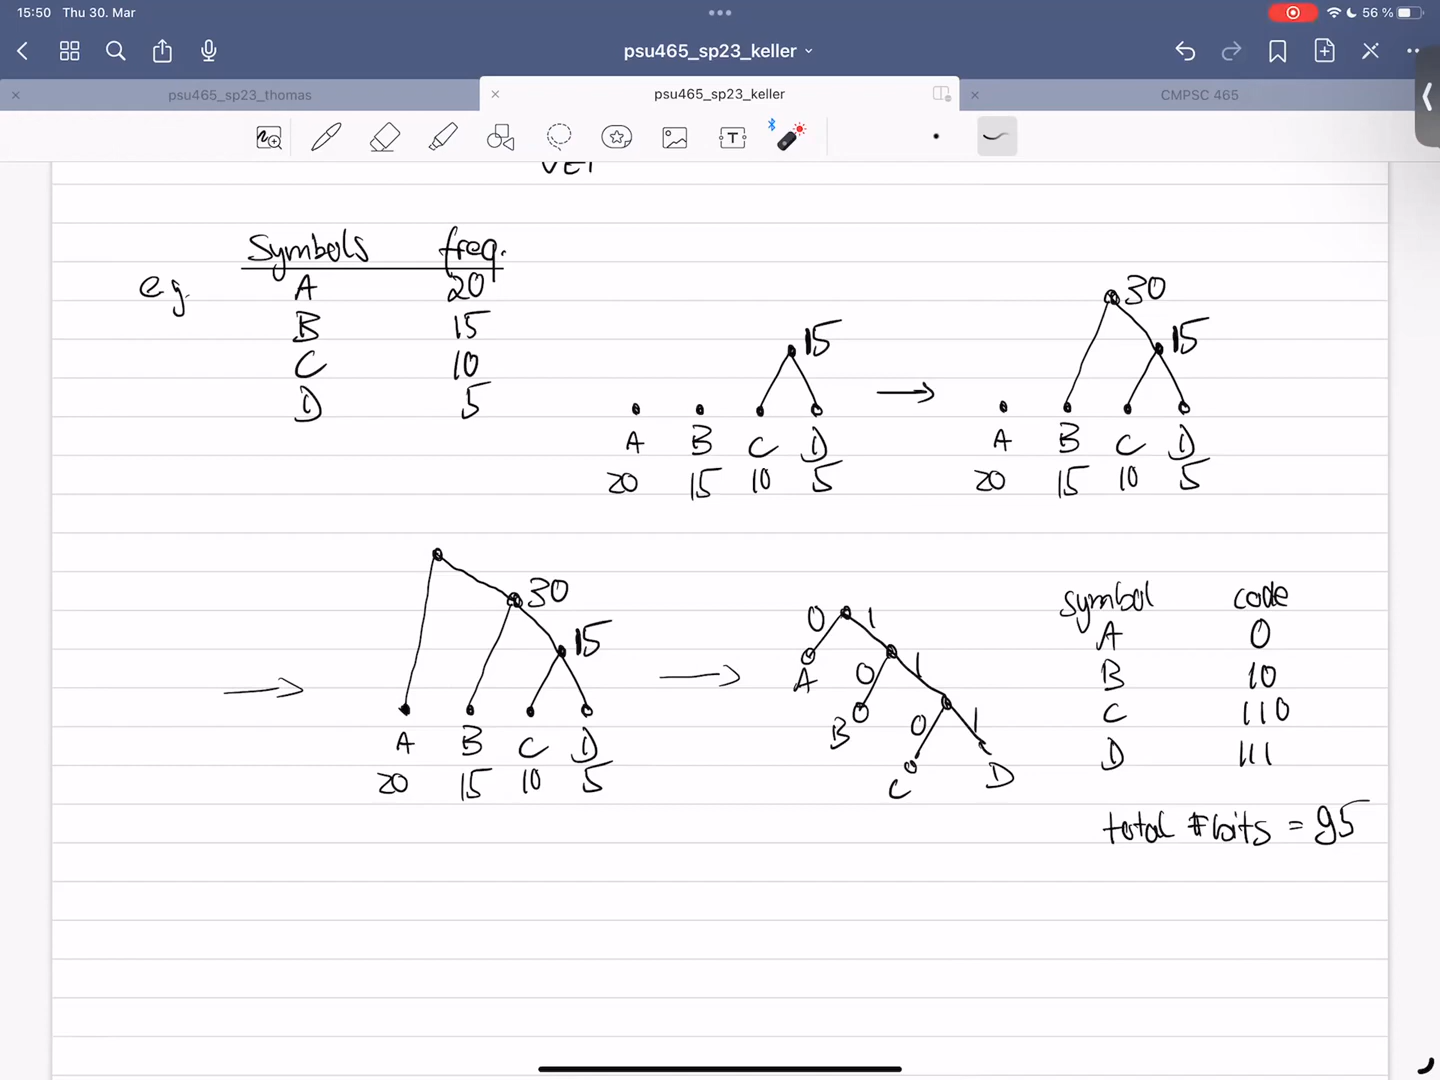 15:50 Thu 30. Mar
56 %
psu465_sp23_keller
psu465_sp23_thomas
psu465_sp23_keller
CMPSC 465
T
Symbols freq.
e.g. A 20
B 15
C 10
D 5
15
A B C D
20 15 10 5
30
15
A B C D
20 15 10 5
30
15
A B C D
20 15 10 5
0 1
A 0 1
B 0 1
C D
symbol code
A 0
B 10
C 110
D 111
total #bits = 95